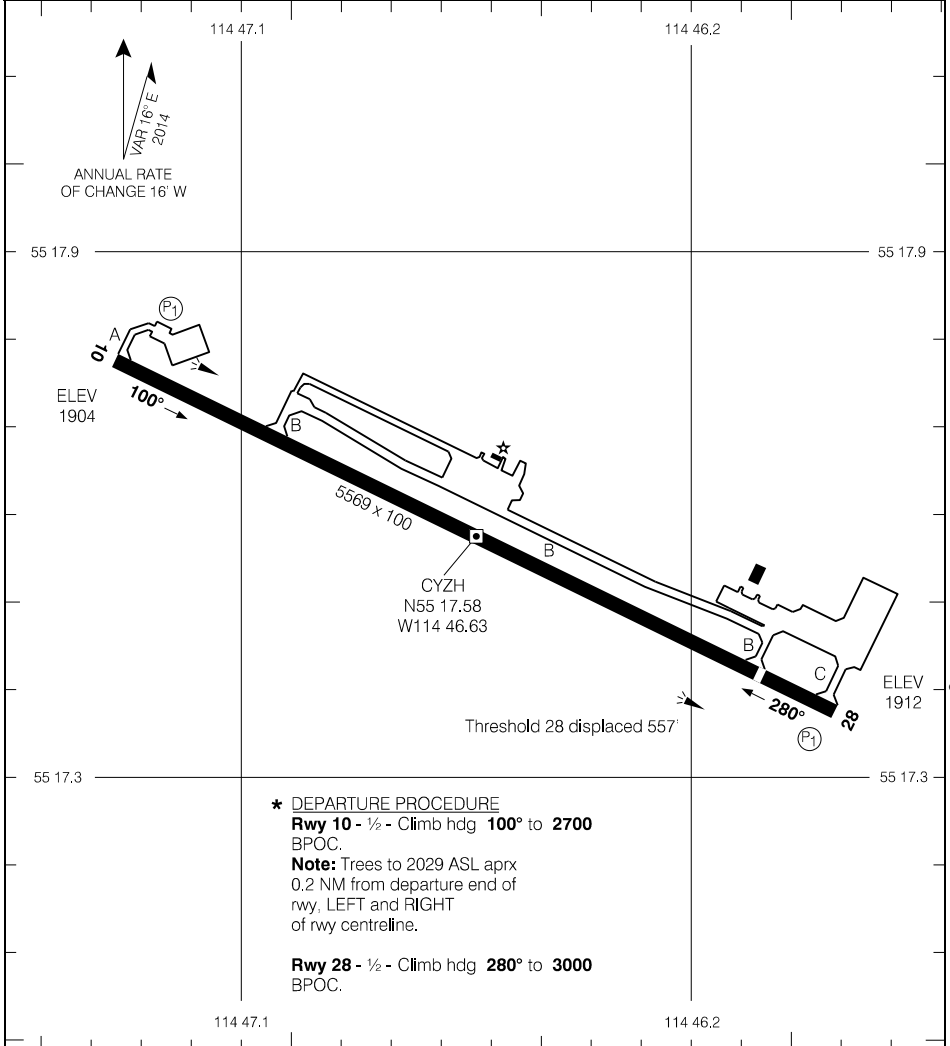 114 47.1
114 46.2
VAR 16° E
2014
ANNUAL RATE
OF CHANGE 16' W
55 17.9
55 17.9
P1
A
10
ELEV
1904
100°
B
5569 x 100
B
CYZH
N55 17.58
W114 46.63
B
C
ELEV
1912
280°
28
Threshold 28 displaced 557'
P1
55 17.3
55 17.3
* DEPARTURE PROCEDURE
Rwy 10 - ½ - Climb hdg 100° to 2700
BPOC.
Note: Trees to 2029 ASL aprx
0.2 NM from departure end of
rwy, LEFT and RIGHT
of rwy centreline.
Rwy 28 - ½ - Climb hdg 280° to 3000
BPOC.
114 47.1
114 46.2